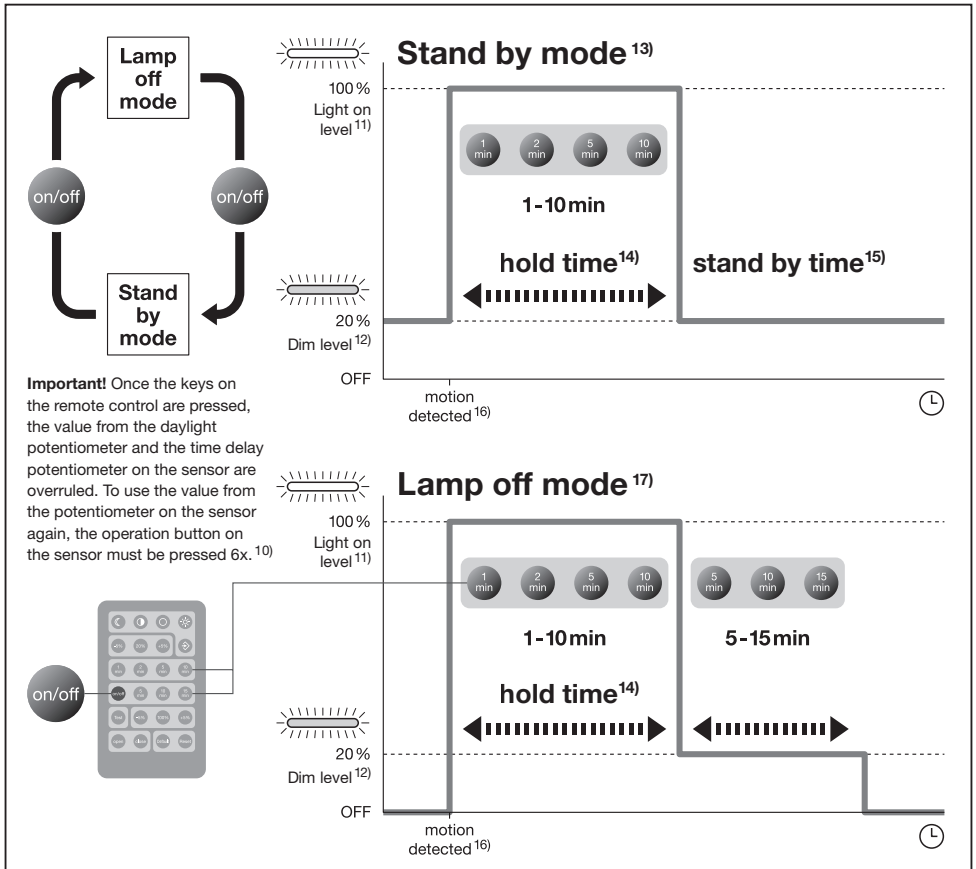 Lamp
off
mode
on/off
on/off
Stand
by
mode
Important! Once the keys on
the remote control are pressed,
the value from the daylight
potentiometer and the time delay
potentiometer on the sensor are
overruled. To use the value from
the potentiometer on the sensor
again, the operation button on
the sensor must be pressed 6x. 10)
on/off
Stand by mode 13)
100 %
Light on
level 11)
1 min
2 min
5 min
10 min
1-10 min
hold time 14)
stand by time 15)
20 %
Dim level 12)
OFF
motion
detected 16)
Lamp off mode 17)
100 %
Light on
level 11)
1 min
2 min
5 min
10 min
5 min
10 min
15 min
1-10 min
5-15 min
hold time 14)
20 %
Dim level 12)
OFF
motion
detected 16)